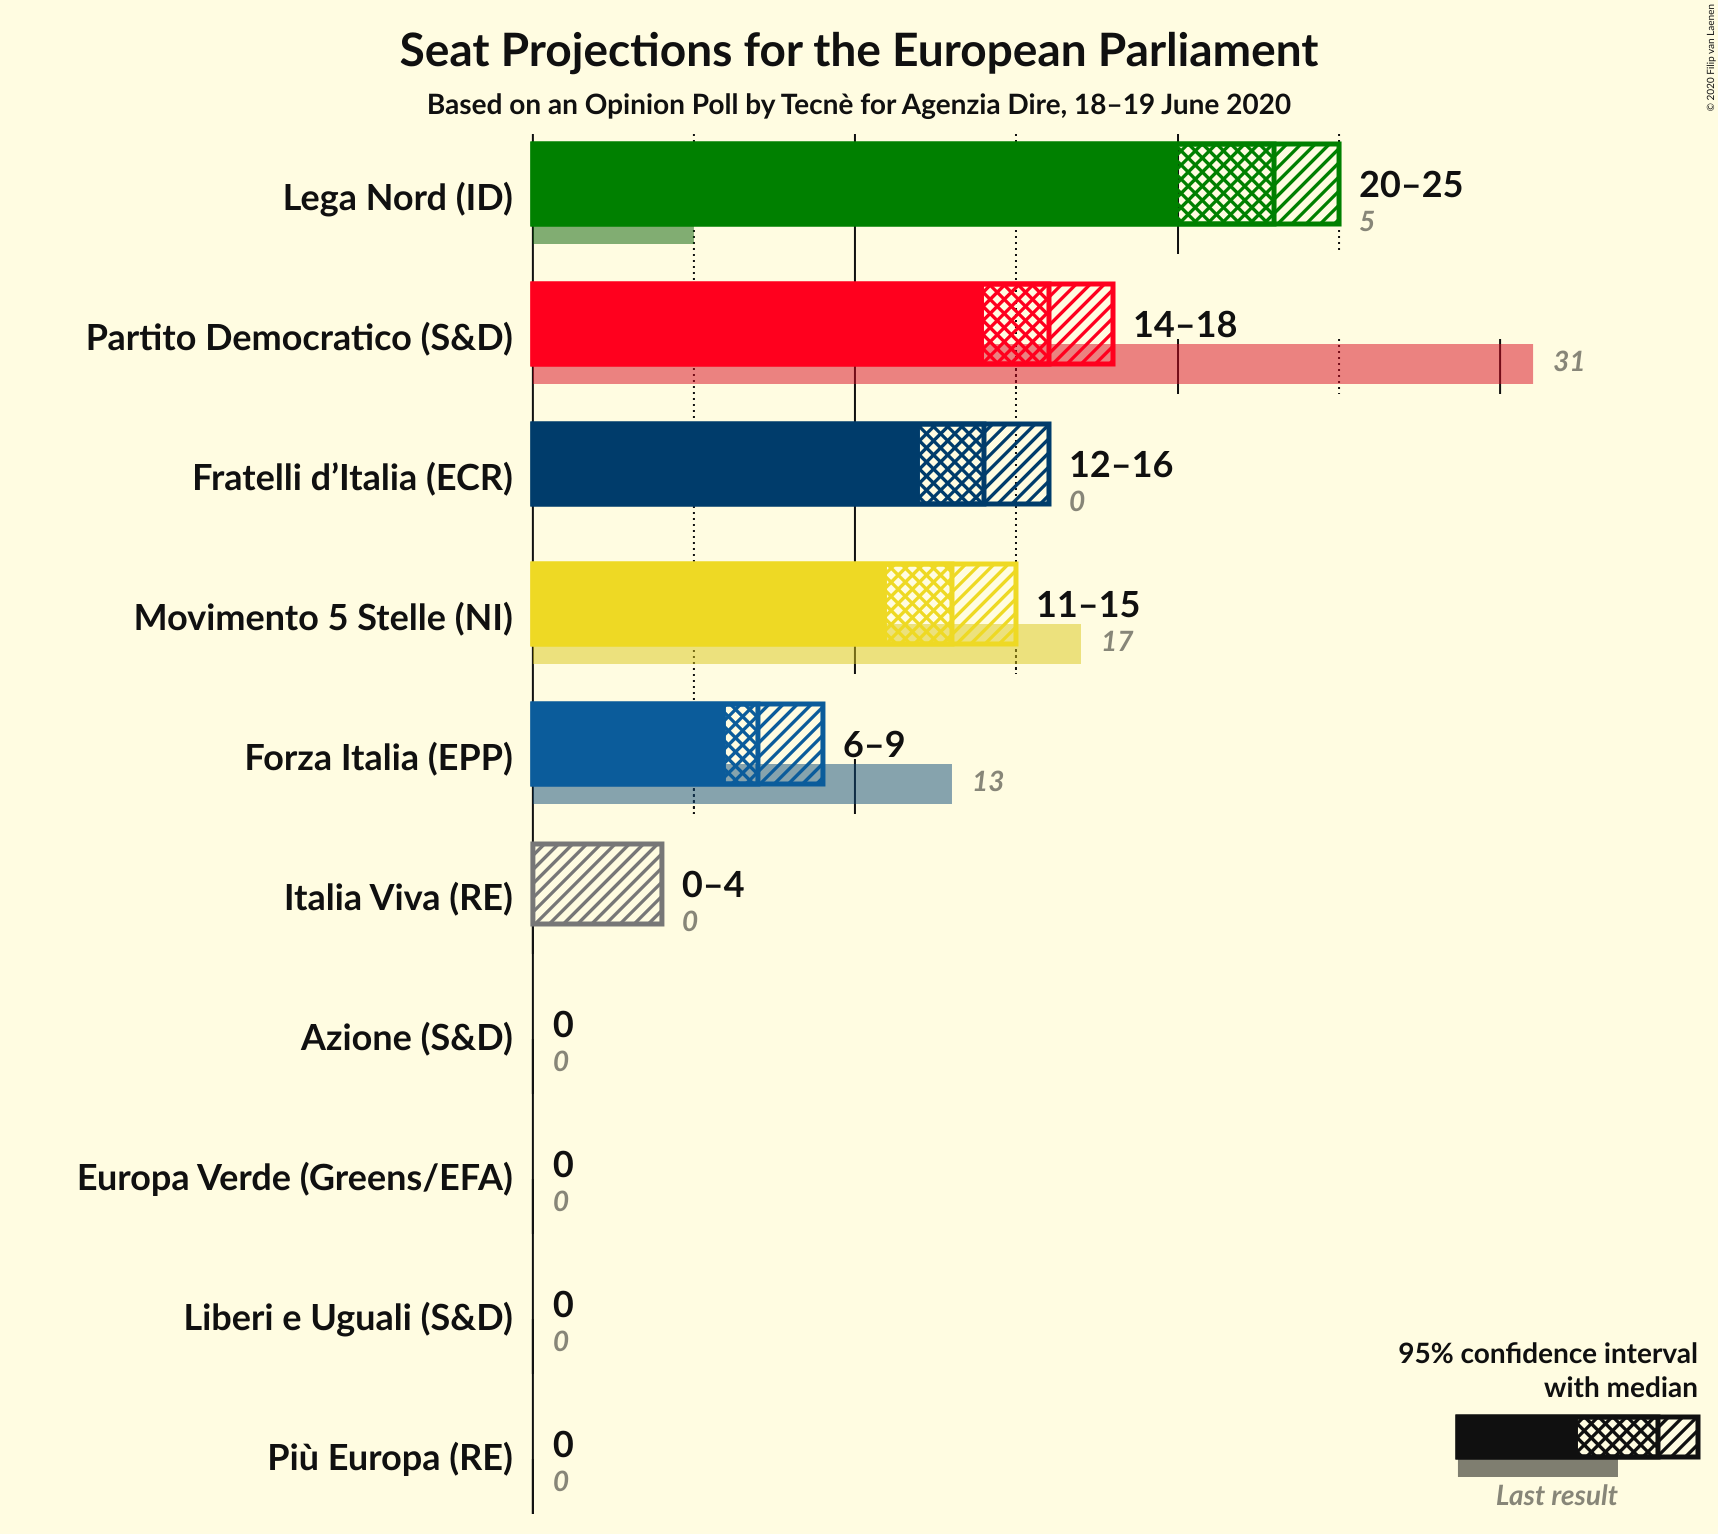 Seat Projections for the European Parliament
Based on an Opinion Poll by Tecnè for Agenzia Dire, 18–19 June 2020
© 2020 Filip van Laenen
Lega Nord (ID)
20–25
5
Partito Democratico (S&D)
14–18
31
Fratelli d’Italia (ECR)
12–16
0
Movimento 5 Stelle (NI)
11–15
17
Forza Italia (EPP)
6–9
13
Italia Viva (RE)
0–4
0
Azione (S&D)
0
0
Europa Verde (Greens/EFA)
0
0
Liberi e Uguali (S&D)
0
0
Più Europa (RE)
0
0
95% confidence interval
with median
Last result